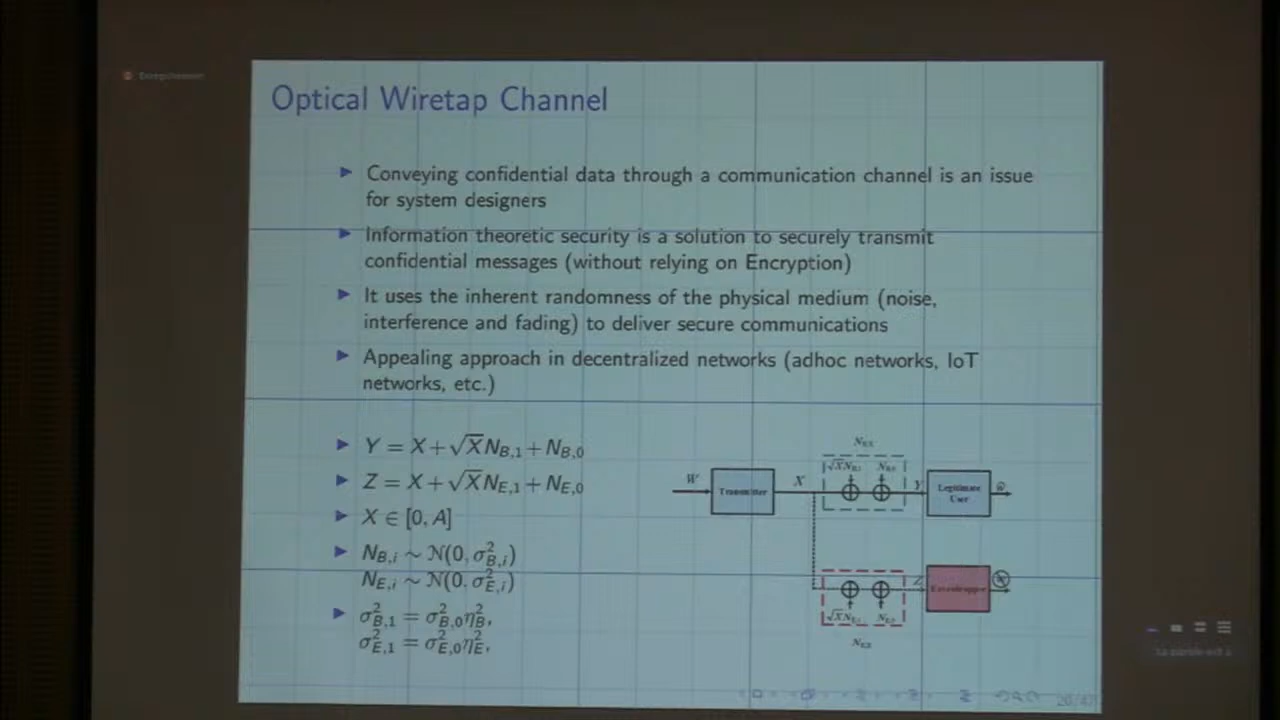 Optical Wiretap Channel
▶ Conveying confidential data through a communication channel is an issue
for system designers
▶ Information theoretic security is a solution to securely transmit
confidential messages (without relying on Encryption)
▶ It uses the inherent randomness of the physical medium (noise,
interference and fading) to deliver secure communications
▶ Appealing approach in decentralized networks (adhoc networks, IoT
networks, etc.)
▶ Y = X + √X N_{B,1} + N_{B,0}
▶ Z = X + √X N_{E,1} + N_{E,0}
▶ X ∈ [0, A]
▶ N_{B,i} ~ N(0, σ²_{B,i})
N_{E,i} ~ N(0, σ²_{E,i})
▶ σ²_{B,1} = σ²_{B,0}η²_B,
σ²_{E,1} = σ²_{E,0}η²_E,
W
Transmitter
X
Y
Legitimate
User
Z
Eavesdropper